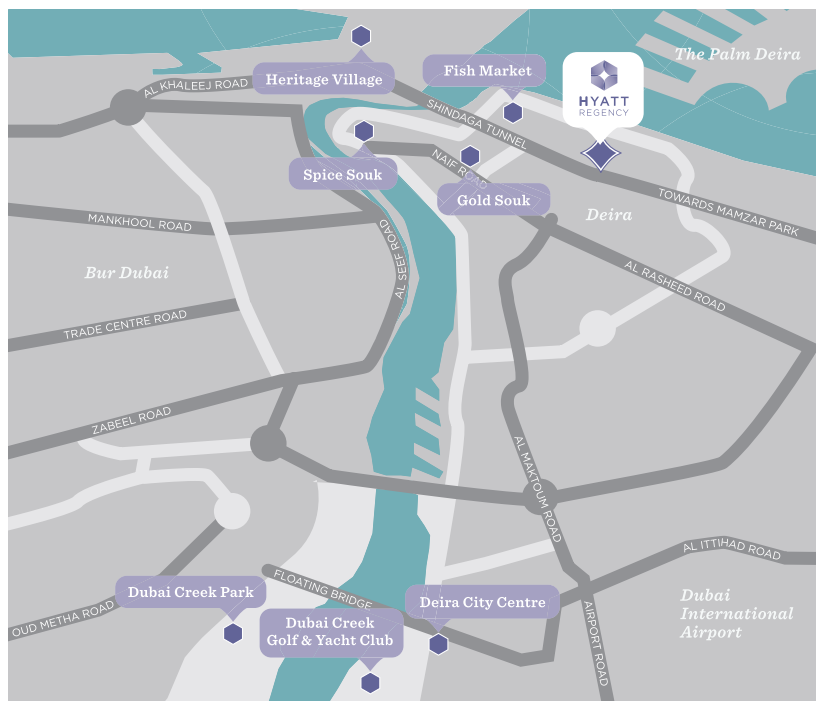 The Palm Deira
Fish Market
Heritage Village
AL KHALEEJ ROAD
HYATT
REGENCY
SHINDAGA TUNNEL
Spice Souk
NAIF ROAD
Gold Souk
TOWARDS MAMZAR PARK
Deira
MANKHOOL ROAD
AL SEEF ROAD
Bur Dubai
AL RASHEED ROAD
TRADE CENTRE ROAD
ZABEEL ROAD
AL MAKTOUM ROAD
AL ITTIHAD ROAD
FLOATING BRIDGE
Dubai Creek Park
Deira City Centre
OUD METHA ROAD
Dubai Creek
Golf & Yacht Club
AIRPORT ROAD
Dubai
International
Airport